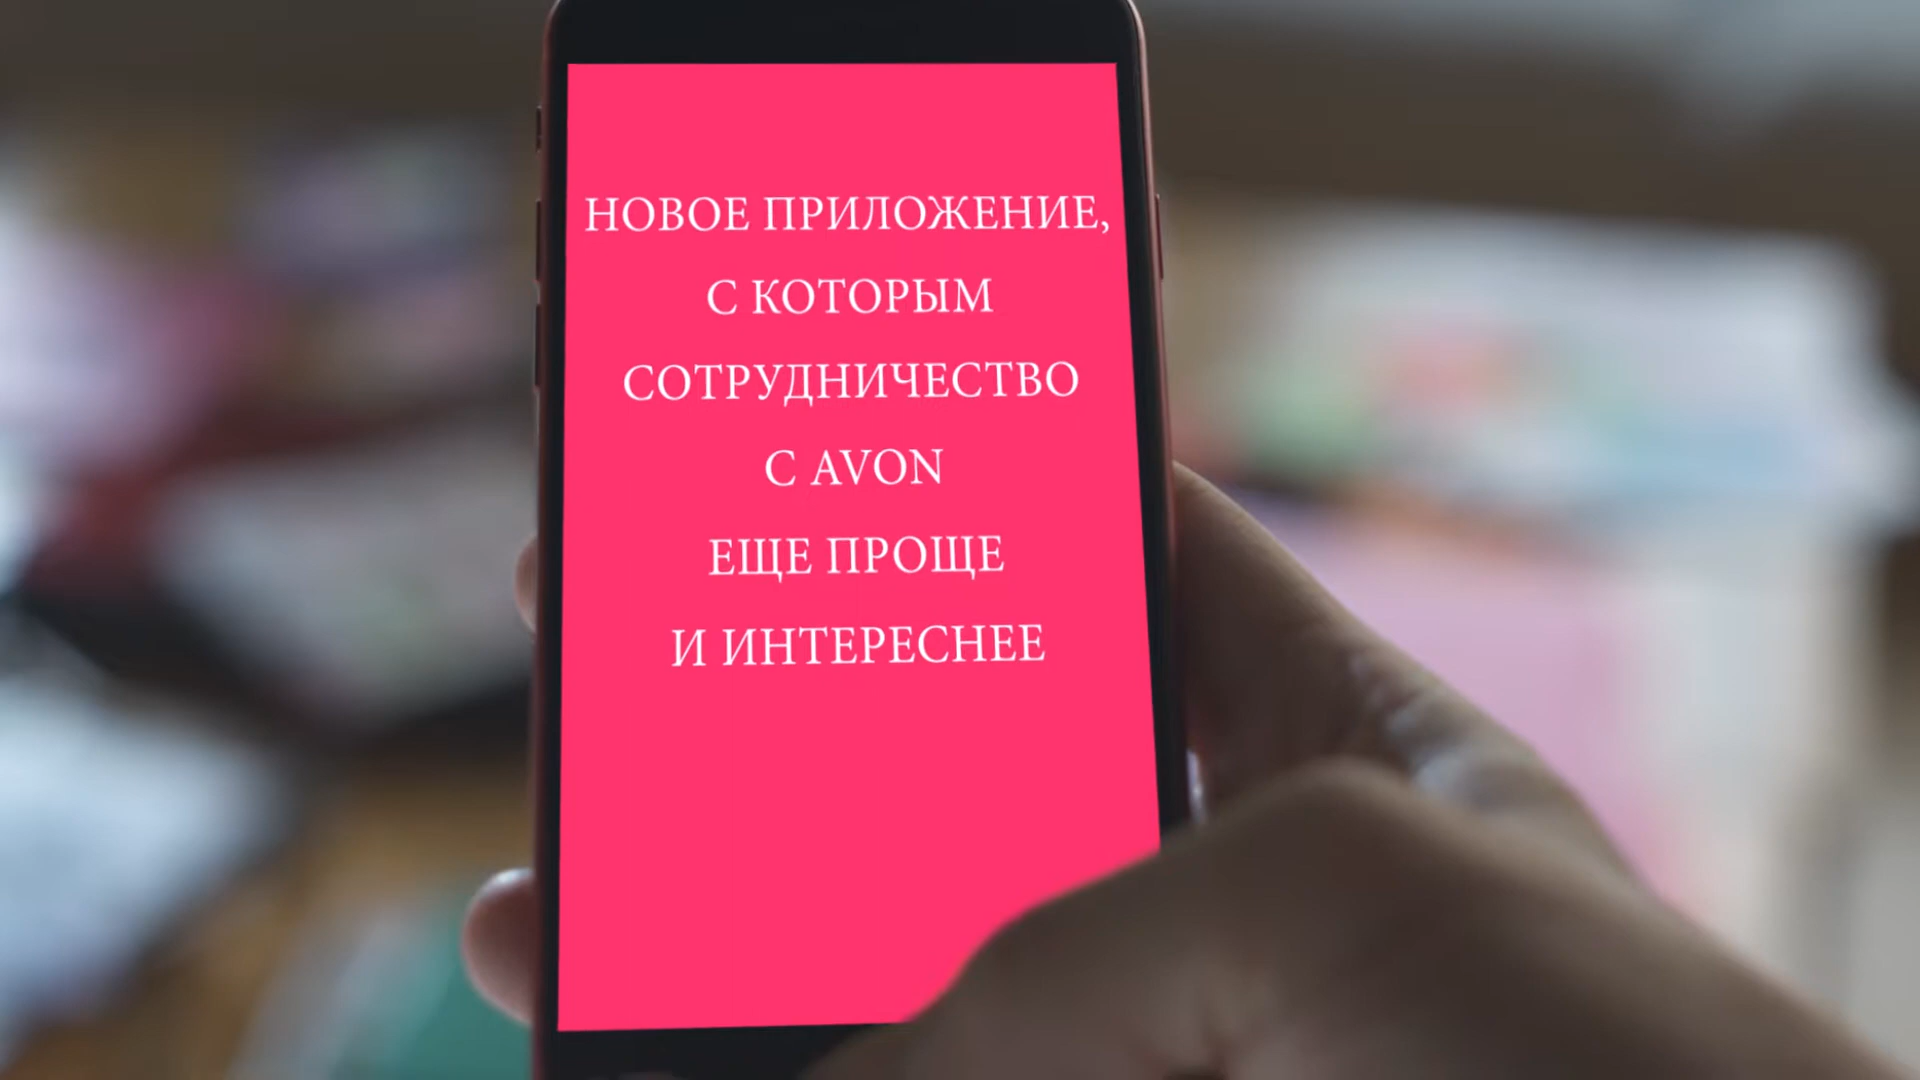 НОВОЕ ПРИЛОЖЕНИЕ,
С КОТОРЫМ
СОТРУДНИЧЕСТВО
С AVON
ЕЩЕ ПРОЩЕ
И ИНТЕРЕСНЕЕ